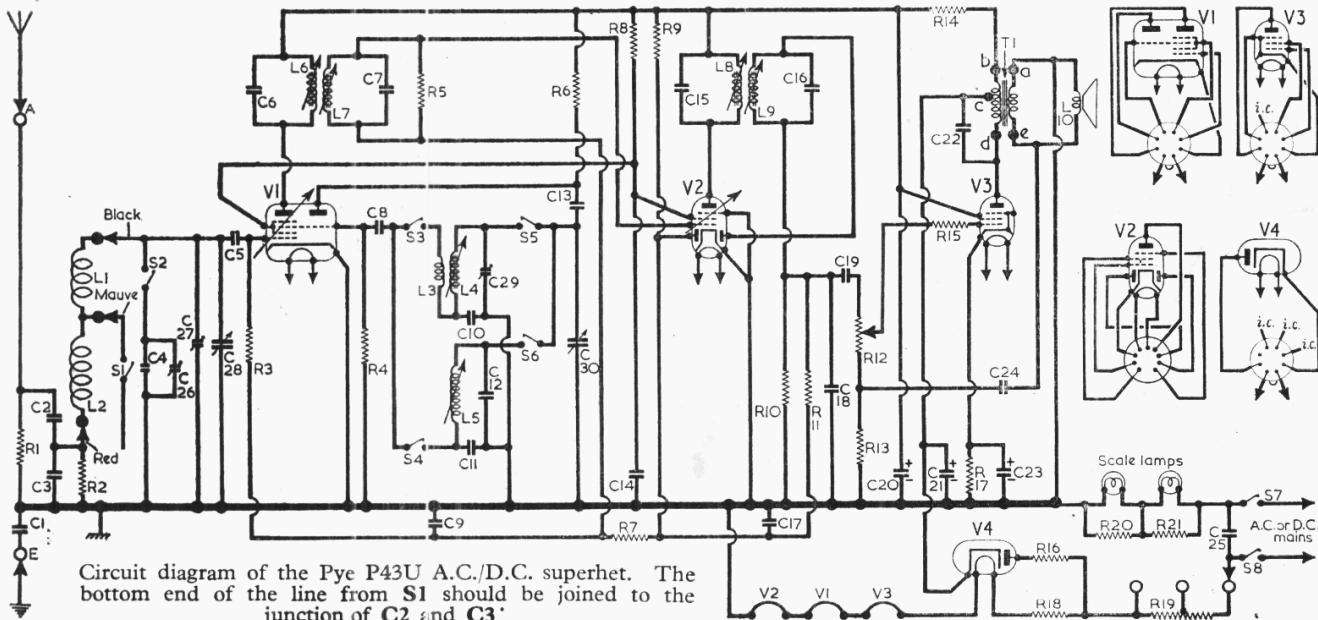 R14
V1
V3
R8
R9
T1
b
a
L6
C7
L8
C16
C6
R5
R6
C15
L7
L9
c
L10
C22
d
e
i.c.
i.c.
A
V1
C13
V2
V3
Black
C8
S3
S5
R15
V2
V4
C5
S2
L1
L3
L4
C29
C19
Mauve
C10
C27
C4
S1
C28
R3
R4
S6
R12
C26
C12
C30
C24
i.c.
i.c.
i.c.
L2
L5
C2
R10
R11
C18
R1
Red
S4
C11
R13
C3
R2
C14
C20
+
-
C21
+
-
R17
C23
+
-
Scale lamps
C1
S7
C9
R7
C17
R20
R21
C25
A.C. or D.C. mains
V4
E
R16
S8
Circuit diagram of the Pye P43U A.C./D.C. superhet. The
bottom end of the line from S1 should be joined to the
junction of C2 and C3
V2
V1
V3
R18
R19